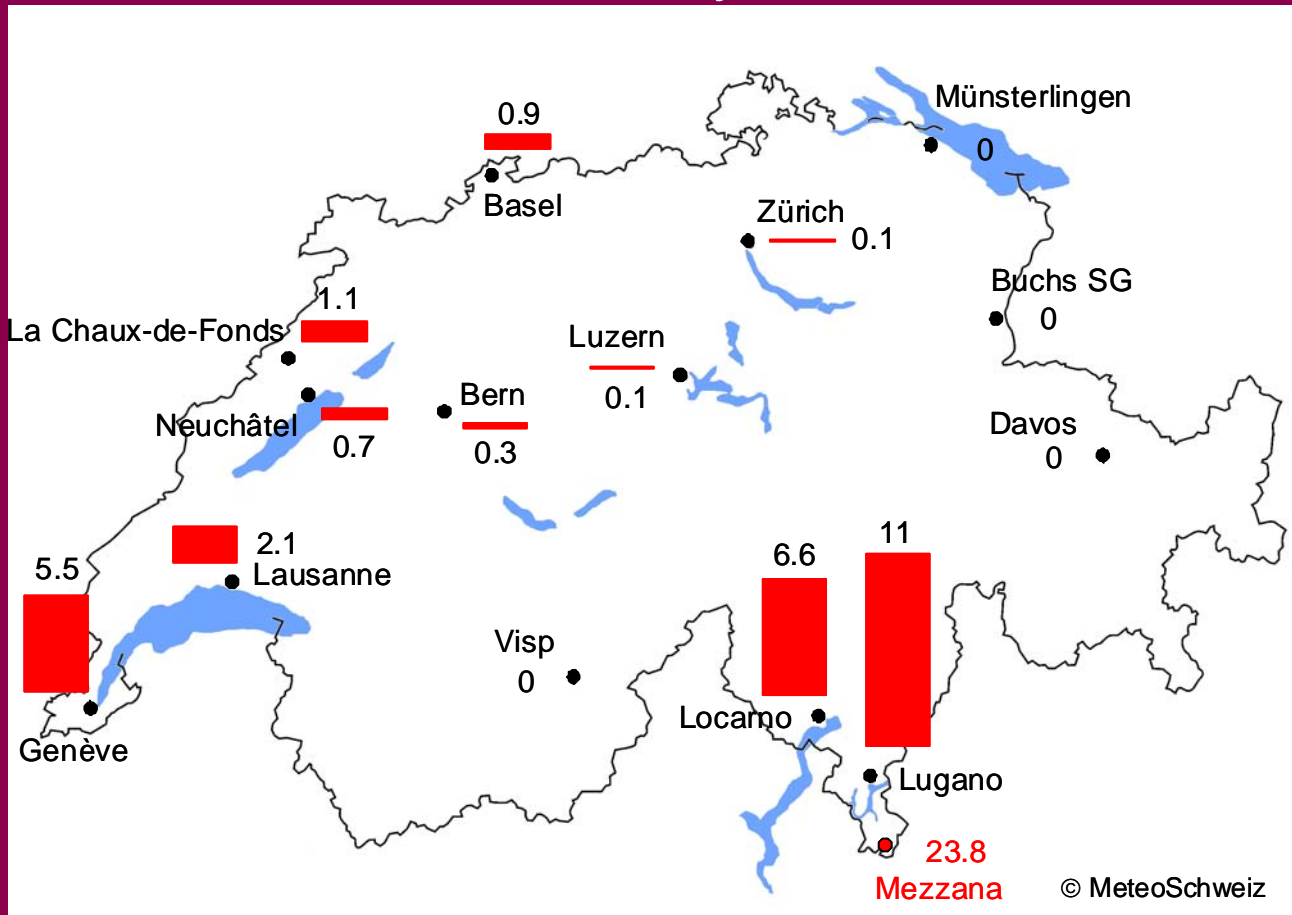 Münsterlingen
0
0.9
Basel
Zürich
0.1
Buchs SG
0
1.1
La Chaux-de-Fonds
Luzern
0.1
Bern
0.3
Neuchâtel
0.7
Davos
0
2.1
Lausanne
5.5
Genève
Visp
0
6.6
Locarno
11
Lugano
23.8
Mezzana
© MeteoSchweiz